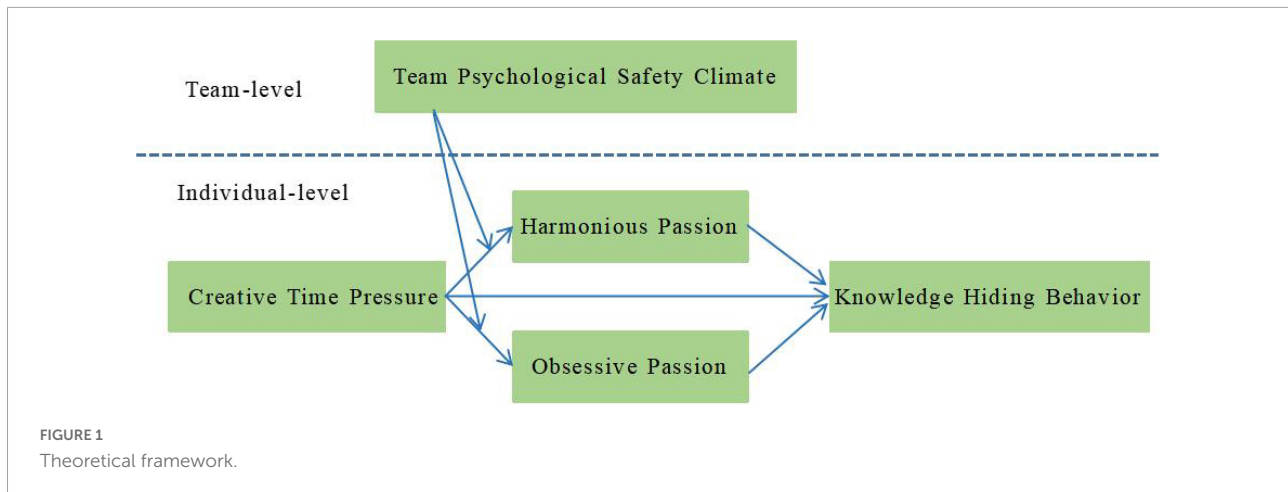 Team-level
Team Psychological Safety Climate
Individual-level
Harmonious Passion
Creative Time Pressure
Knowledge Hiding Behavior
Obsessive Passion
FIGURE 1
Theoretical framework.